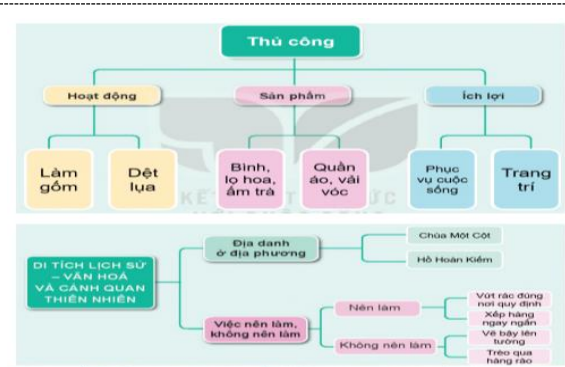 Thủ công
Hoạt động
Sản phẩm
Ích lợi
Làm
gốm
Dệt
lụa
Bình,
lọ hoa,
ấm trà
Quần
áo, vải
vóc
Phục
vụ cuộc
sống
Trang
trí
DI TÍCH LỊCH SỬ
– VĂN HOÁ
VÀ CẢNH QUAN
THIÊN NHIÊN
Địa danh
ở địa phương
Chùa Một Cột
Hồ Hoàn Kiếm
Việc nên làm,
không nên làm
Nên làm
Vứt rác đúng
nơi quy định
Xếp hàng
ngay ngắn
Không nên làm
Vẽ bậy lên
tường
Trèo qua
hàng rào